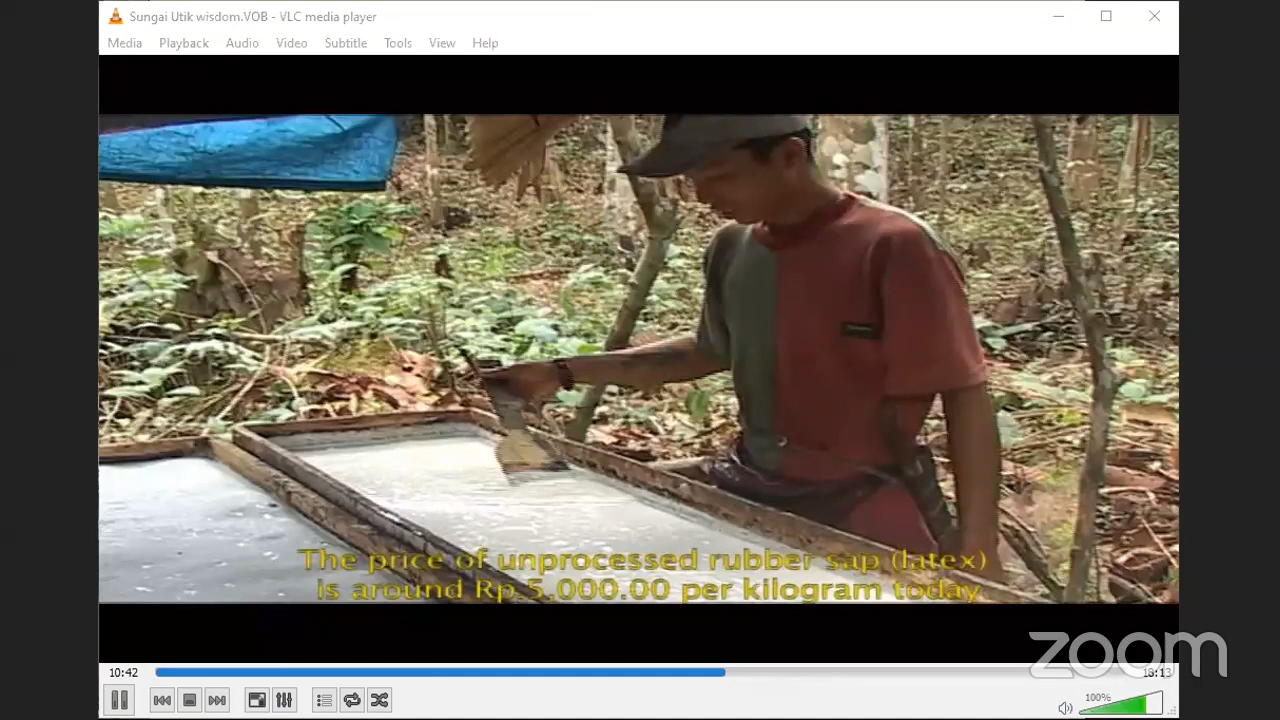 Sungai Utik wisdom.VOB - VLC media player
Media Playback Audio Video Subtitle Tools View Help
The price of unprocessed rubber sap (latex)
is around Rp.5,000.00 per kilogram today
zoom
10:42
18:13
100%